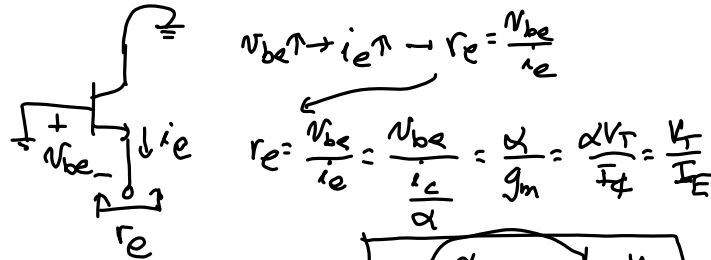 v_be↑ → i_e↑ → r_e = v_be / i_e
+
v_be
−
↓ i_e
r_e
r_e = v_be / i_e = v_be / (i_c / α) = α / g_m = αV_T / I_C = V_T / I_E